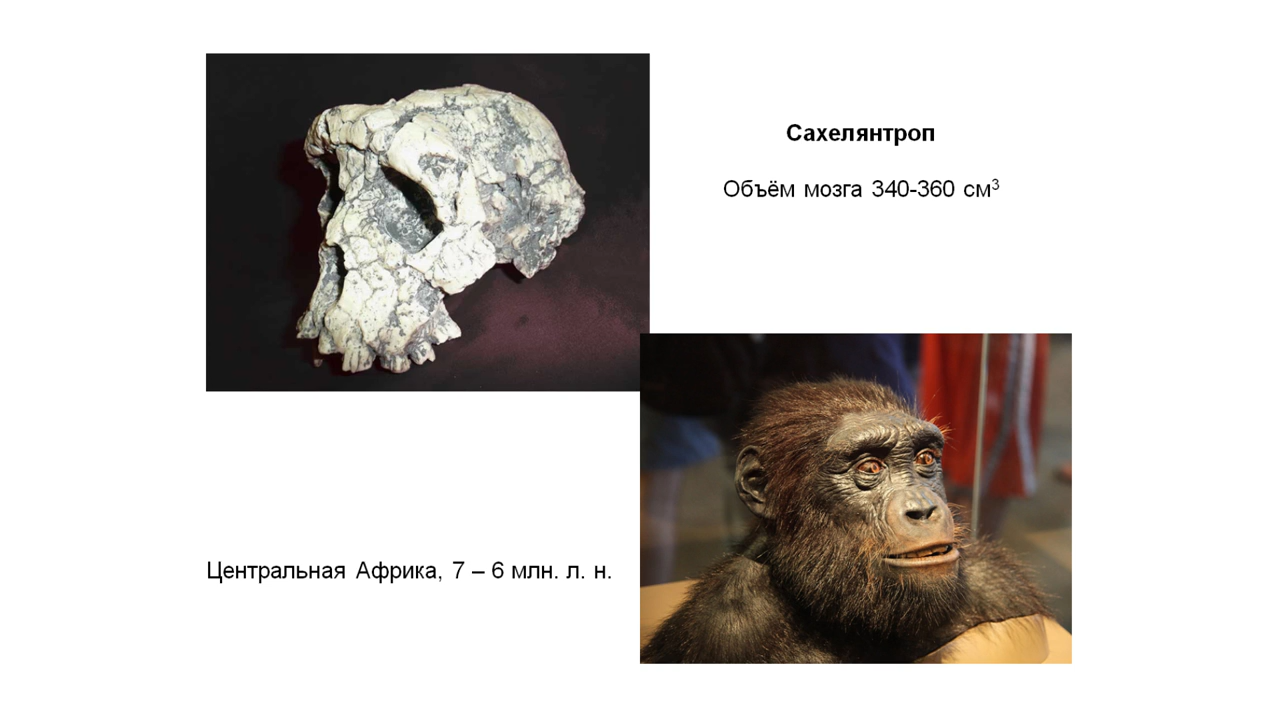 Сахелянтроп
Объём мозга 340-360 см³
Центральная Африка, 7 – 6 млн. л. н.